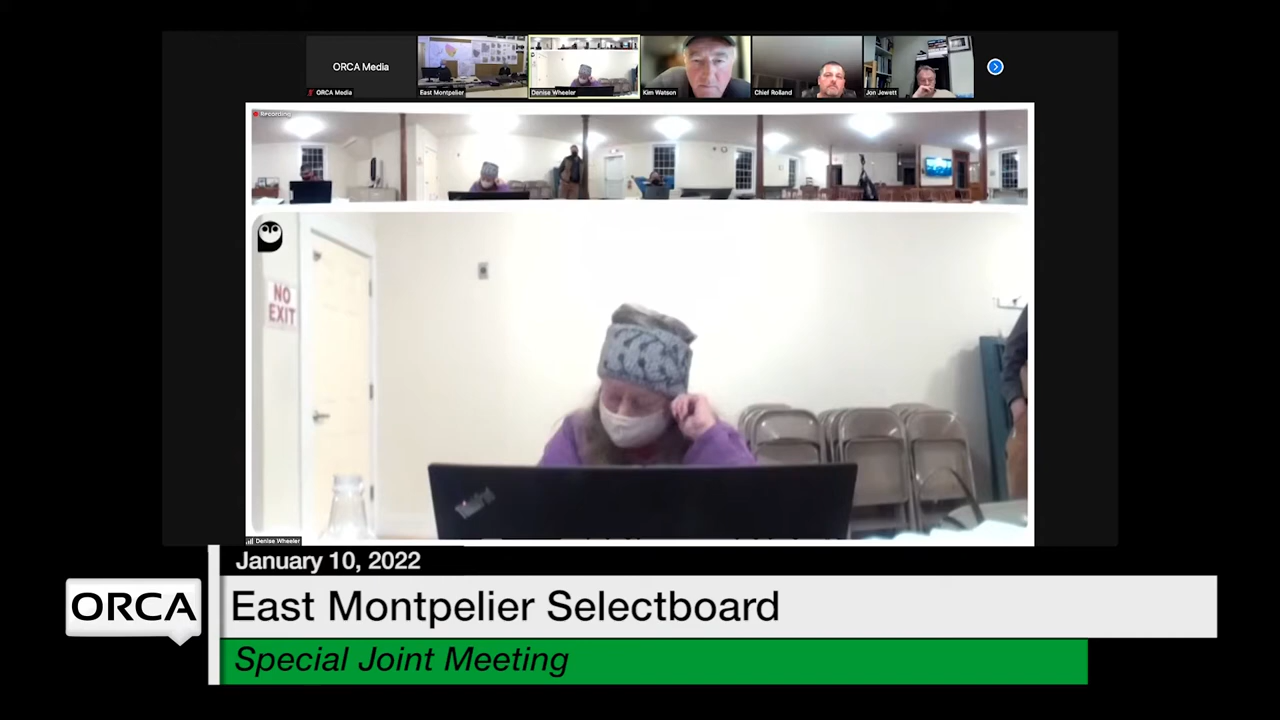 ORCA Media
ORCA Media
East Montpelier
Denise Wheeler
Kim Watson
Chief Rolland
Jon Jewett
Recording
NO
EXIT
ThinkPad
Denise Wheeler
January 10, 2022
ORCA
East Montpelier Selectboard
Special Joint Meeting